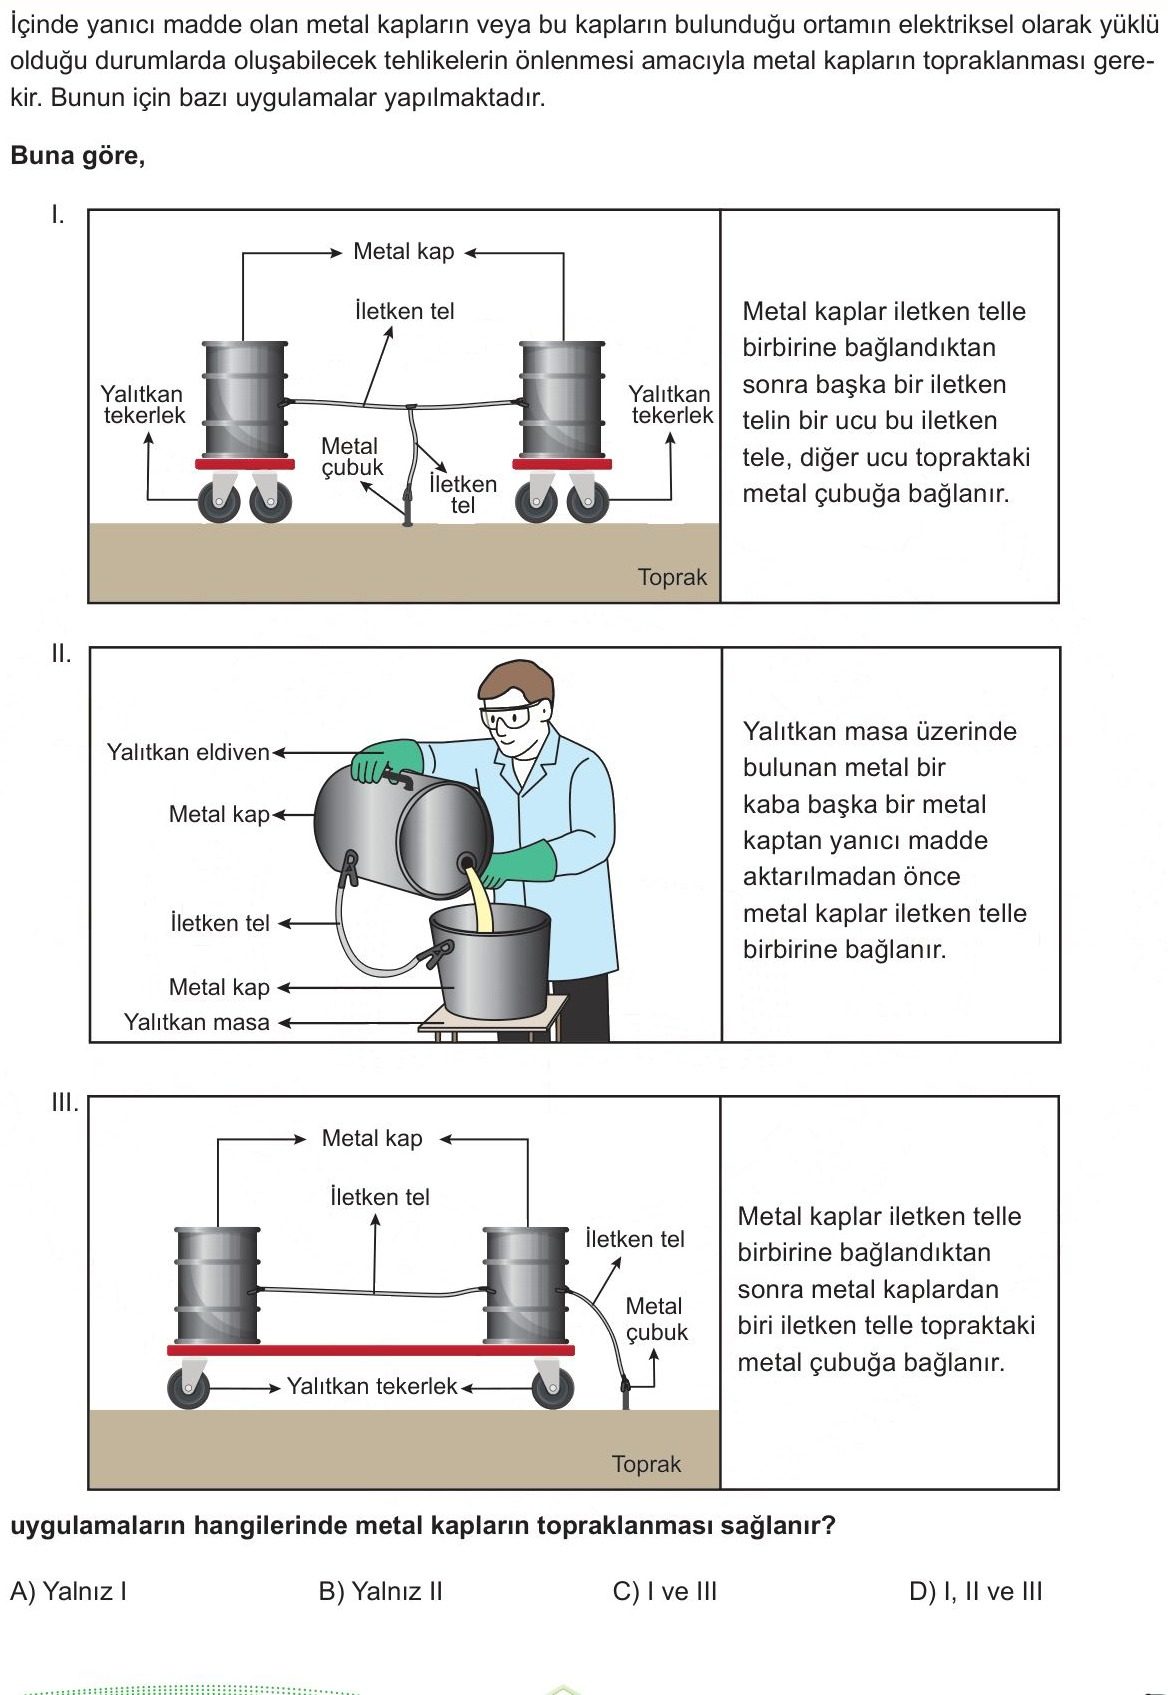 İçinde yanıcı madde olan metal kapların veya bu kapların bulunduğu ortamın elektriksel olarak yüklü
olduğu durumlarda oluşabilecek tehlikelerin önlenmesi amacıyla metal kapların topraklanması gere-
kir. Bunun için bazı uygulamalar yapılmaktadır.
Buna göre,
I.
Metal kap
İletken tel
Yalıtkan
tekerlek
Yalıtkan
tekerlek
Metal
çubuk
İletken
tel
Toprak
Metal kaplar iletken telle
birbirine bağlandıktan
sonra başka bir iletken
telin bir ucu bu iletken
tele, diğer ucu topraktaki
metal çubuğa bağlanır.
II.
Yalıtkan eldiven
Metal kap
İletken tel
Metal kap
Yalıtkan masa
Yalıtkan masa üzerinde
bulunan metal bir
kaba başka bir metal
kaptan yanıcı madde
aktarılmadan önce
metal kaplar iletken telle
birbirine bağlanır.
III.
Metal kap
İletken tel
İletken tel
Metal
çubuk
Yalıtkan tekerlek
Toprak
Metal kaplar iletken telle
birbirine bağlandıktan
sonra metal kaplardan
biri iletken telle topraktaki
metal çubuğa bağlanır.
uygulamaların hangilerinde metal kapların topraklanması sağlanır?
A) Yalnız I
B) Yalnız II
C) I ve III
D) I, II ve III